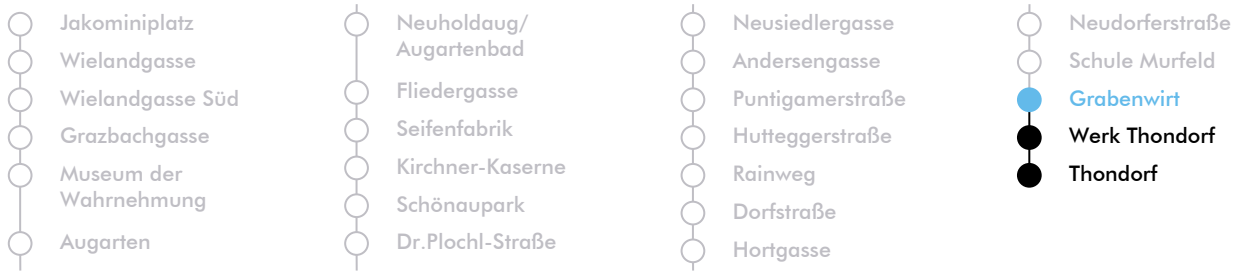 Jakominiplatz
Wielandgasse
Wielandgasse Süd
Grazbachgasse
Museum der
Wahrnehmung
Augarten
Neuholdaug/
Augartenbad
Fliedergasse
Seifenfabrik
Kirchner-Kaserne
Schönaupark
Dr.Plochl-Straße
Neusiedlergasse
Andersengasse
Puntigamerstraße
Hutteggerstraße
Rainweg
Dorfstraße
Hortgasse
Neudorferstraße
Schule Murfeld
Grabenwirt
Werk Thondorf
Thondorf